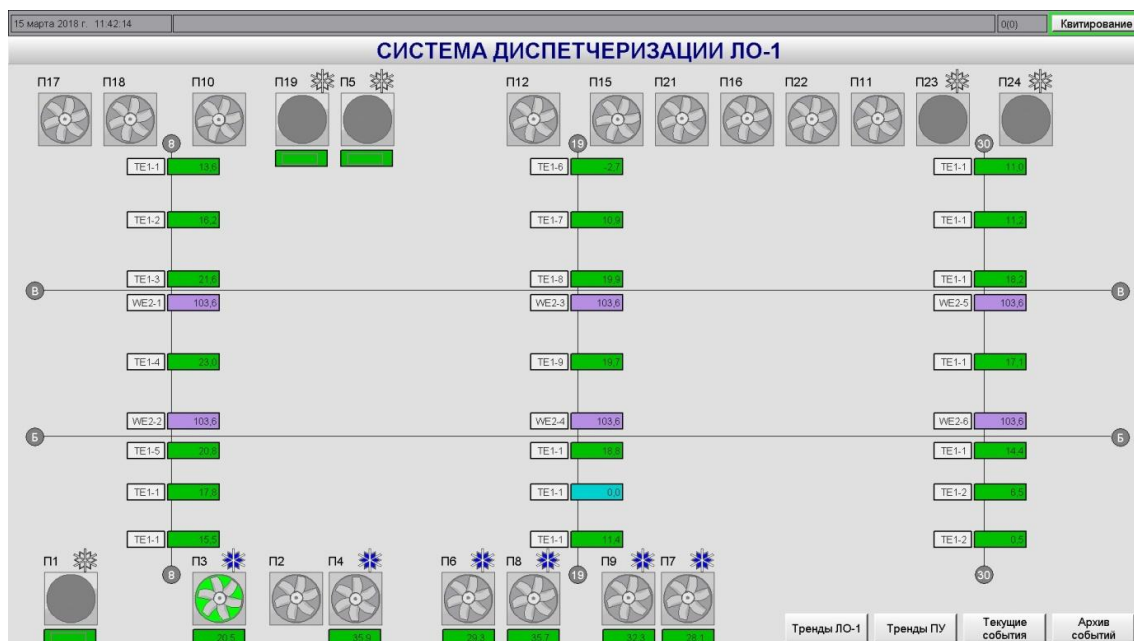 15 марта 2018 г. 11:42:14 0(0) Квитирование
СИСТЕМА ДИСПЕТЧЕРИЗАЦИИ ЛО-1
П17 П18 П10 П19 П5 П12 П15 П21 П16 П22 П11 П23 П24
8 19 30
TE1-1 13,6 TE1-6 -2,7 TE1-1 11,0
TE1-2 16,2 TE1-7 10,9 TE1-1 11,2
TE1-3 21,6 TE1-8 19,9 TE1-1 18,2
В В
WE2-1 103,6 WE2-3 103,6 WE2-5 103,6
TE1-4 23,0 TE1-9 19,7 TE1-1 17,1
WE2-2 103,6 WE2-4 103,6 WE2-6 103,6
Б Б
TE1-5 20,8 TE1-1 18,8 TE1-1 14,4
TE1-1 17,8 TE1-1 0,0 TE1-2 6,5
TE1-1 15,5 TE1-1 11,4 TE1-2 0,5
П1 П3 П2 П4 П6 П8 П9 П7
8 19 30
20,5 35,9 29,3 35,7 32,3 28,1
Тренды ЛО-1 Тренды ПУ Текущие события Архив событий